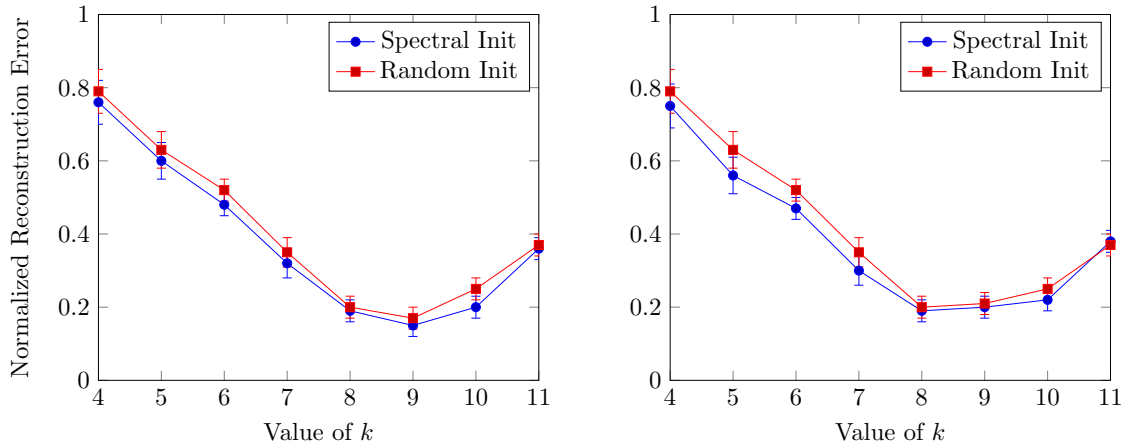 Normalized Reconstruction Error
1
0.8
0.6
0.4
0.2
0
4 5 6 7 8 9 10 11
Value of k
Spectral Init
Random Init
1
0.8
0.6
0.4
0.2
0
4 5 6 7 8 9 10 11
Value of k
Spectral Init
Random Init